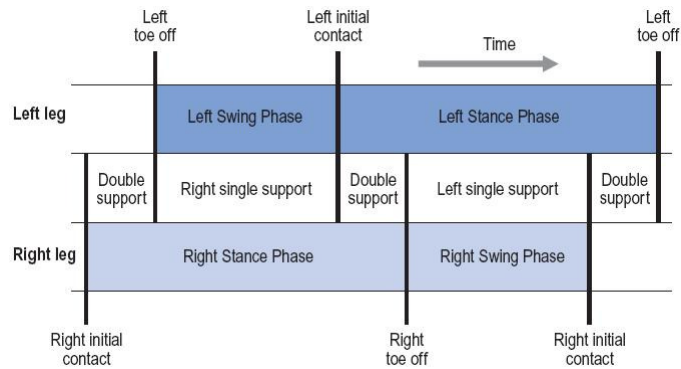 Left
toe off
Left initial
contact
Time
Left
toe off
Left leg
Left Swing Phase
Left Stance Phase
Double
support
Right single support
Double
support
Left single support
Double
support
Right leg
Right Stance Phase
Right Swing Phase
Right initial
contact
Right
toe off
Right initial
contact